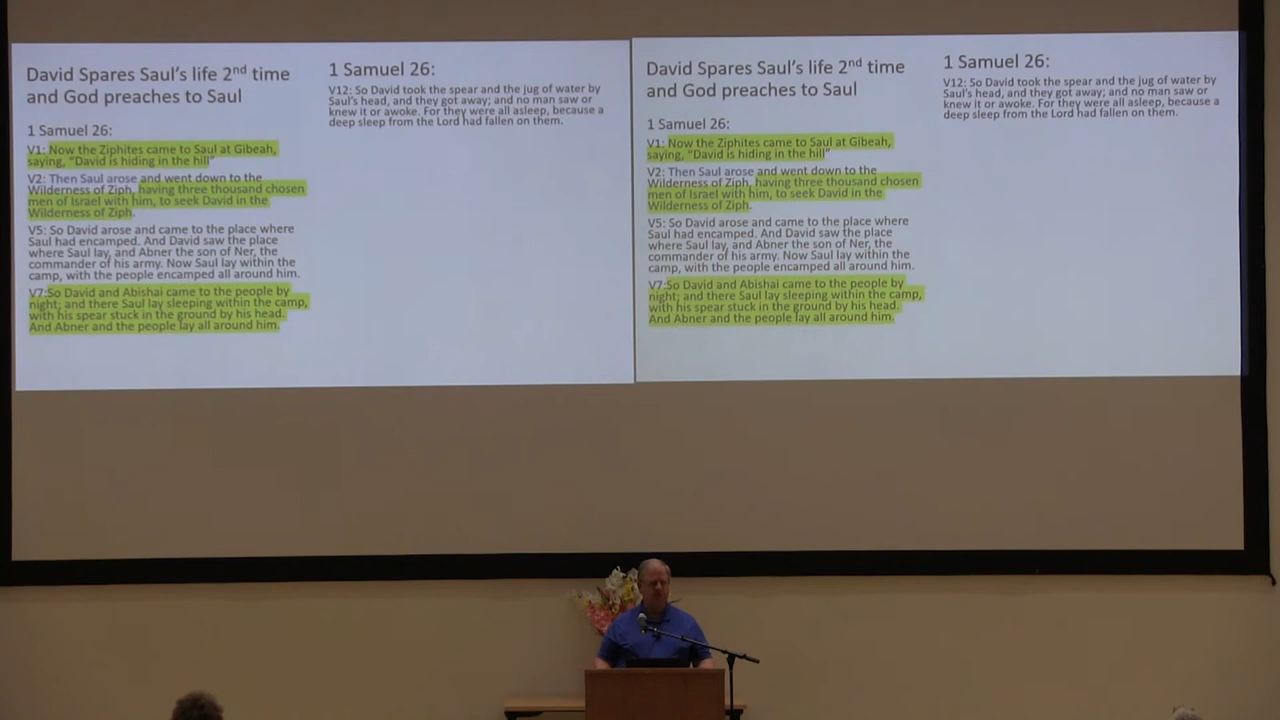 David Spares Saul's life 2nd time
and God preaches to Saul
1 Samuel 26:
V1: Now the Ziphites came to Saul at Gibeah,
saying, "David is hiding in the hill"
V2: Then Saul arose and went down to the
Wilderness of Ziph, having three thousand chosen
men of Israel with him, to seek David in the
Wilderness of Ziph.
V5: So David arose and came to the place where
Saul had encamped. And David saw the place
where Saul lay, and Abner the son of Ner, the
commander of his army. Now Saul lay within the
camp, with the people encamped all around him.
V7:So David and Abishai came to the people by
night; and there Saul lay sleeping within the camp,
with his spear stuck in the ground by his head.
And Abner and the people lay all around him.
1 Samuel 26:
V12: So David took the spear and the jug of water by
Saul's head, and they got away; and no man saw or
knew it or awoke. For they were all asleep, because a
deep sleep from the Lord had fallen on them.
David Spares Saul's life 2nd time
and God preaches to Saul
1 Samuel 26:
V1: Now the Ziphites came to Saul at Gibeah,
saying, "David is hiding in the hill"
V2: Then Saul arose and went down to the
Wilderness of Ziph, having three thousand chosen
men of Israel with him, to seek David in the
Wilderness of Ziph.
V5: So David arose and came to the place where
Saul had encamped. And David saw the place
where Saul lay, and Abner the son of Ner, the
commander of his army. Now Saul lay within the
camp, with the people encamped all around him.
V7:So David and Abishai came to the people by
night; and there Saul lay sleeping within the camp,
with his spear stuck in the ground by his head.
And Abner and the people lay all around him.
1 Samuel 26:
V12: So David took the spear and the jug of water by
Saul's head, and they got away; and no man saw or
knew it or awoke. For they were all asleep, because a
deep sleep from the Lord had fallen on them.